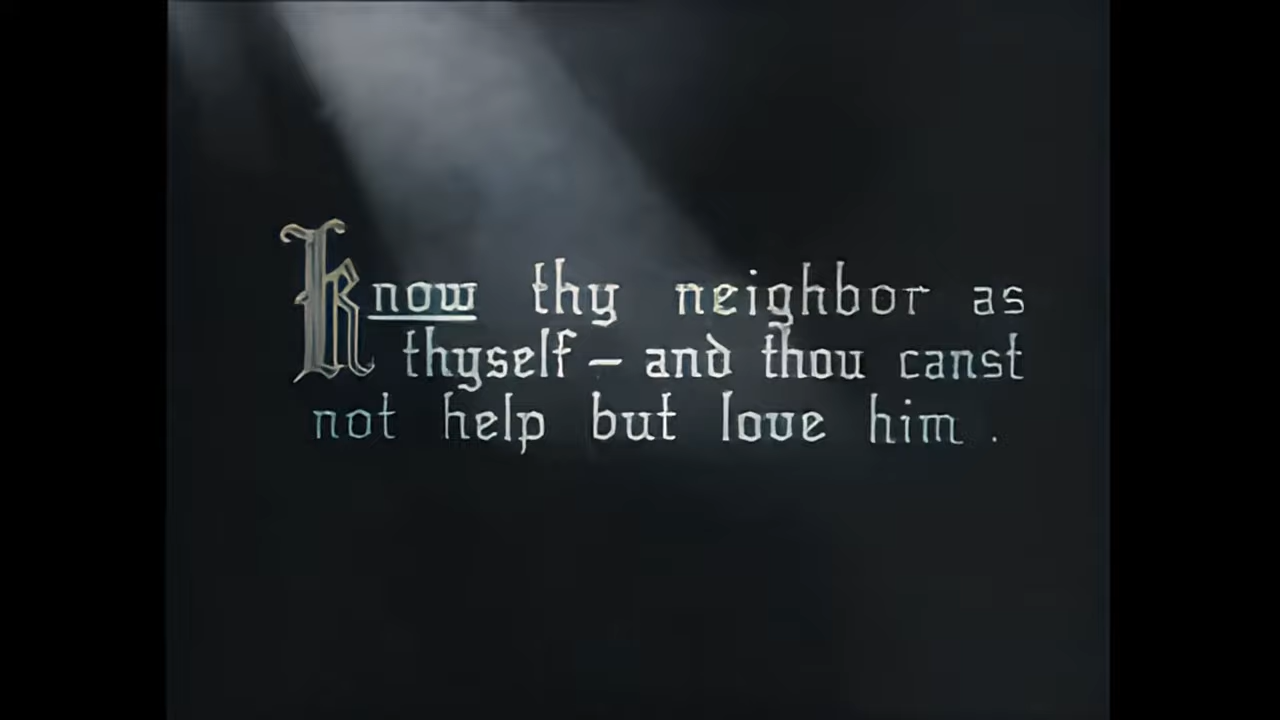 Know thy neighbor as
thyself – and thou canst
not help but love him .